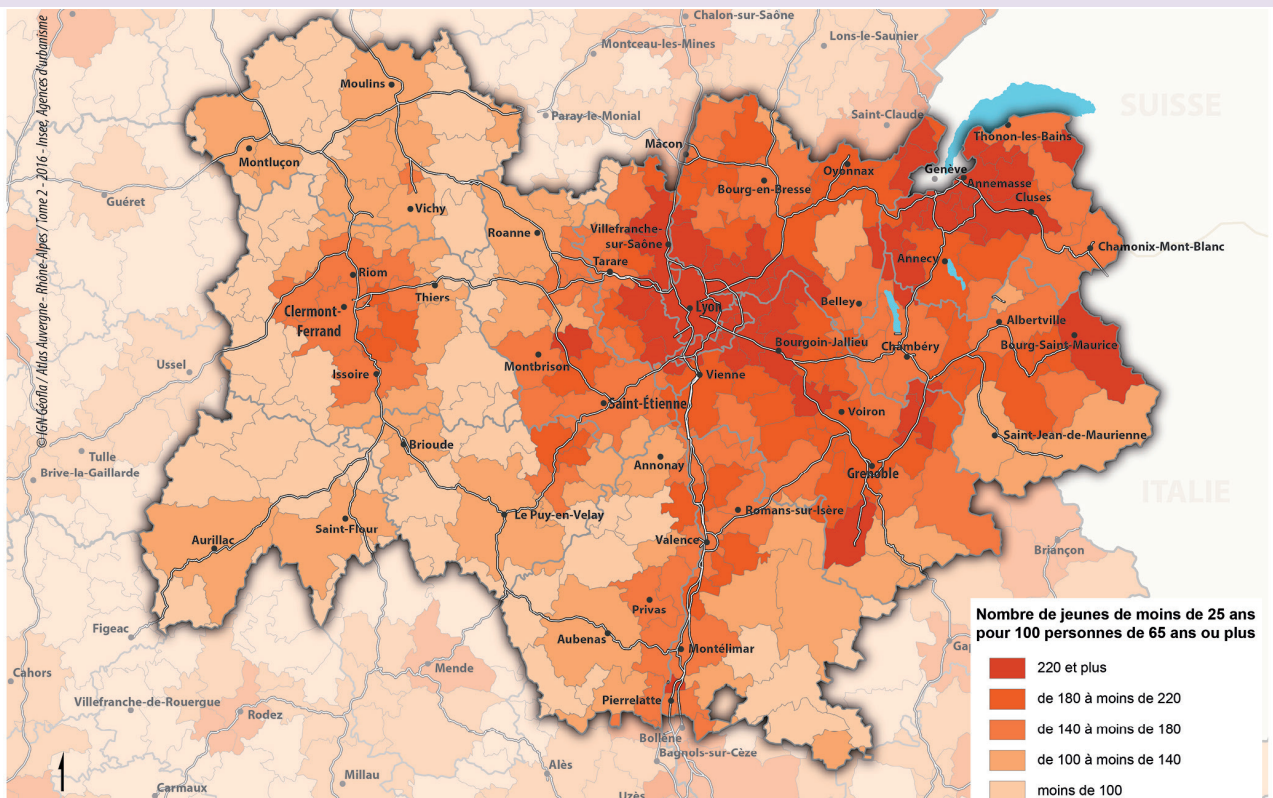 © IGN Géofla / Atlas Auvergne - Rhône-Alpes / Tome 2 - 2016 - Insee, Agences d'urbanisme
Chalon-sur-Saône
Lons-le-Saunier
Montceau-les-Mines
Moulins
SUISSE
Paray-le-Monial
Saint-Claude
Thonon-les-Bains
Montluçon
Mâcon
Oyonnax
Genève
Annemasse
Bourg-en-Bresse
Cluses
Guéret
Vichy
Roanne
Villefranche-
sur-Saône
Chamonix-Mont-Blanc
Tarare
Annecy
Riom
Thiers
Clermont-
Ferrand
Lyon
Belley
Albertville
Bourg-Saint-Maurice
Bourgoin-Jallieu
Chambéry
Montbrison
Ussel
Issoire
Vienne
Saint-Étienne
Voiron
Brioude
Saint-Jean-de-Maurienne
Tulle
Brive-la-Gaillarde
Annonay
Grenoble
ITALIE
Le Puy-en-Velay
Romans-sur-Isère
Saint-Flour
Aurillac
Valence
Briançon
Privas
Figeac
Aubenas
Montélimar
Mende
Gap
Cahors
Pierrelatte
Villefranche-de-Rouergue
Rodez
Bollène
Bagnols-sur-Cèze
Alès
Millau
Carmaux
Uzès
Nombre de jeunes de moins de 25 ans
pour 100 personnes de 65 ans ou plus
220 et plus
de 180 à moins de 220
de 140 à moins de 180
de 100 à moins de 140
moins de 100